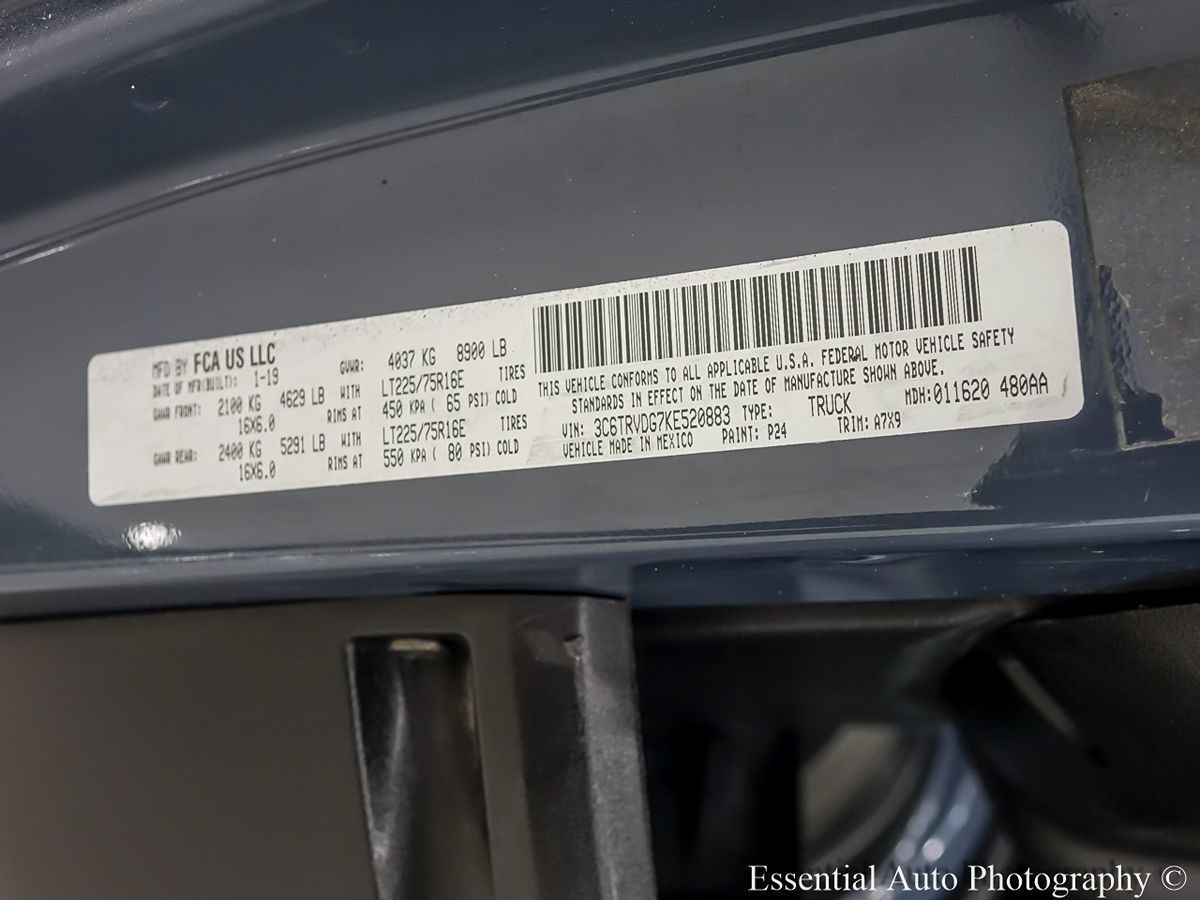 MFD BY FCA US LLC
DATE OF MFR(BUILT): 1-19
GVWR: 4037 KG 8900 LB
GAWR FRONT: 2100 KG 4629 LB WITH LT225/75R16E TIRES
16X6.0 RIMS AT 450 KPA ( 65 PSI) COLD
GAWR REAR: 2400 KG 5291 LB WITH LT225/75R16E TIRES
16X6.0 RIMS AT 550 KPA ( 80 PSI) COLD
THIS VEHICLE CONFORMS TO ALL APPLICABLE U.S.A. FEDERAL MOTOR VEHICLE SAFETY
STANDARDS IN EFFECT ON THE DATE OF MANUFACTURE SHOWN ABOVE.
VIN: 3C6TRVDG7KE520883 TYPE: TRUCK MDH:011620 480AA
VEHICLE MADE IN MEXICO PAINT: P24 TRIM: A7X9
Essential Auto Photography ©